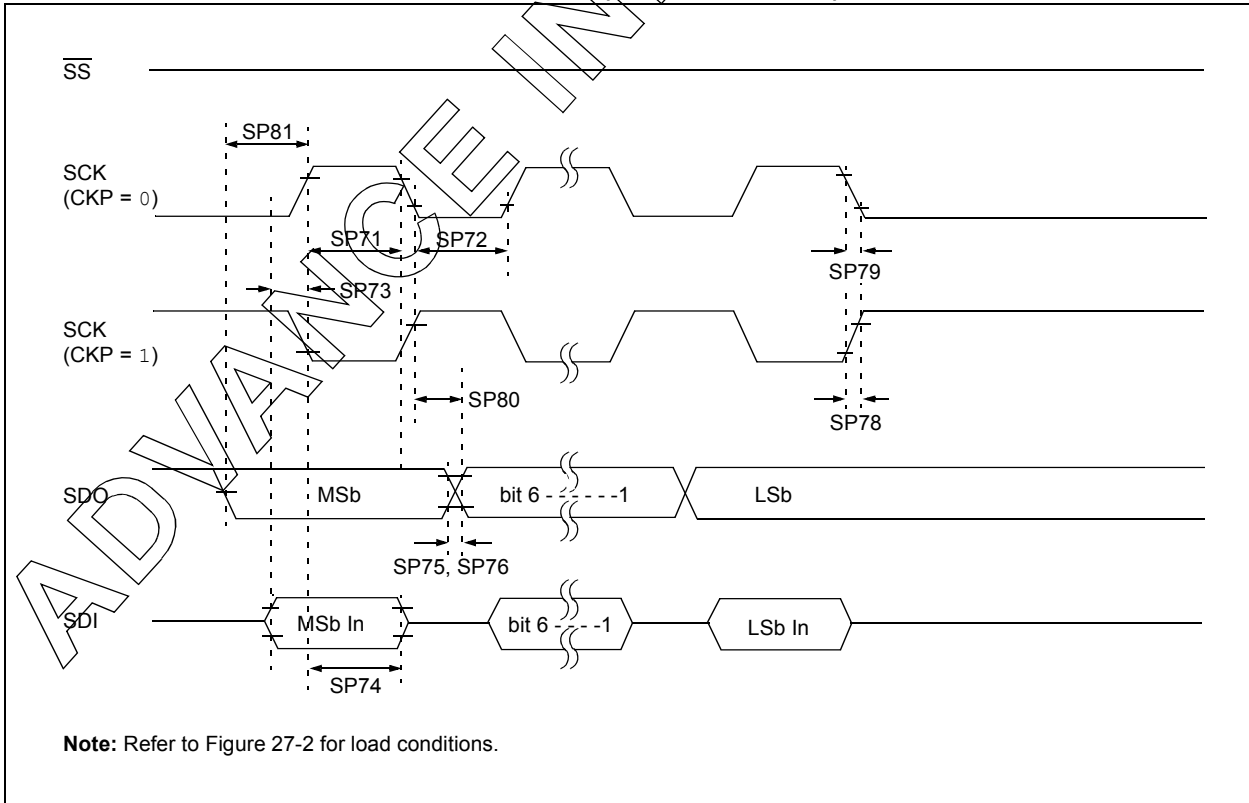 SS
SP81
SCK
(CKP = 0)
SP71
SP72
SP79
SP73
SCK
(CKP = 1)
SP80
SP78
SDO
MSb
bit 6 - - - - - -1
LSb
SP75, SP76
SDI
MSb In
bit 6 - - - -1
LSb In
SP74
Note: Refer to Figure 27-2 for load conditions.
ADVANCE IN